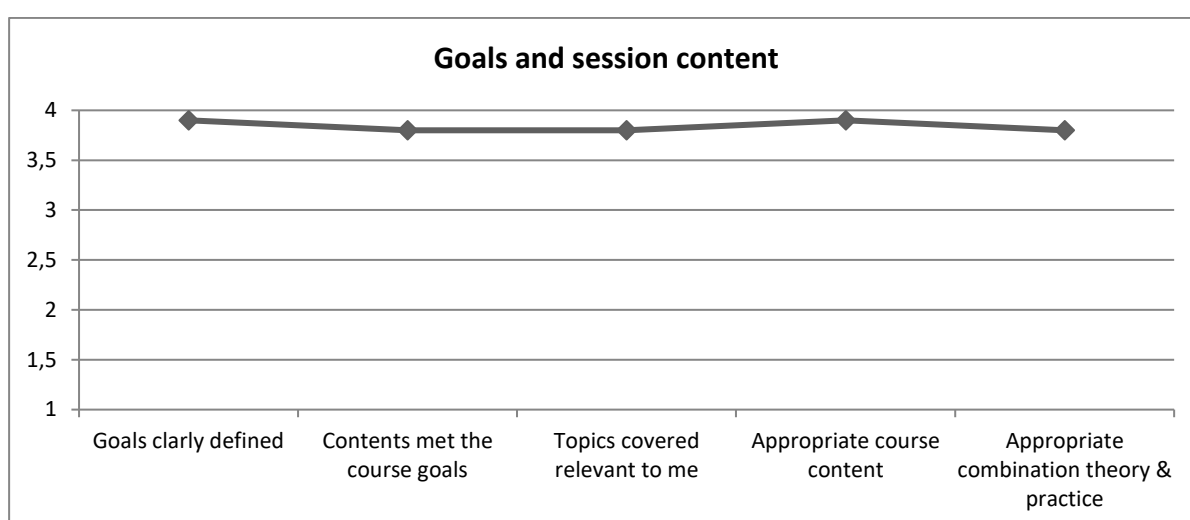 Goals and session content
4
3,5
3
2,5
2
1,5
1
Goals clarly defined
Contents met the
course goals
Topics covered
relevant to me
Appropriate course
content
Appropriate
combination theory &
practice